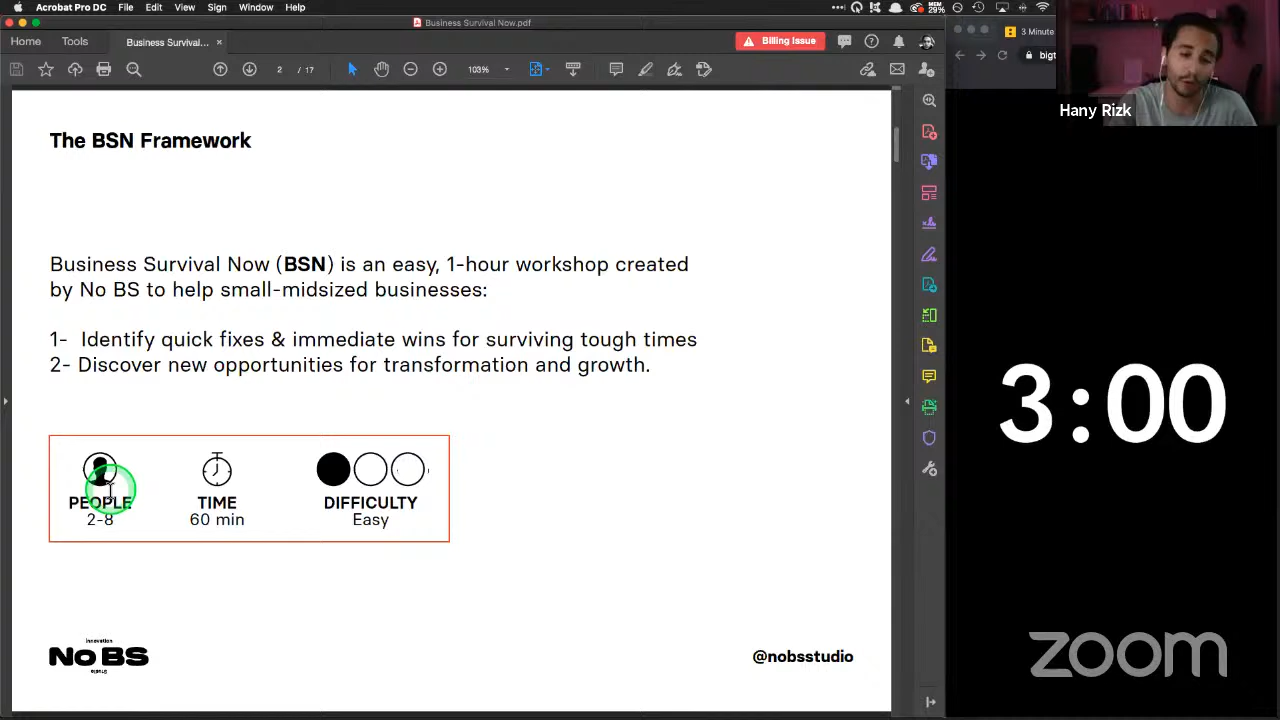 Acrobat Pro DC File Edit View Sign Window Help
MEM
29%
Business Survival Now.pdf
Home Tools Business Survival... ×
Billing Issue
3 Minute
2 / 17
103%
bigt
Hany Rizk
The BSN Framework
Business Survival Now (BSN) is an easy, 1-hour workshop created
by No BS to help small-midsized businesses:
1- Identify quick fixes & immediate wins for surviving tough times
2- Discover new opportunities for transformation and growth.
PEOPLE TIME DIFFICULTY
2-8 60 min Easy
3:00
innovation
No BS
@nobsstudio
zoom